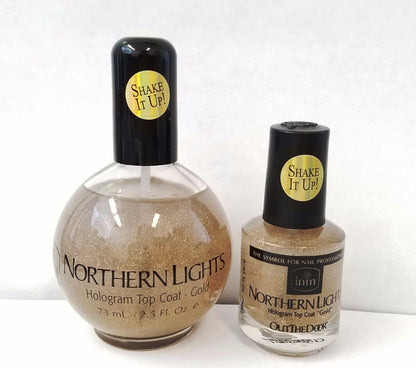 SHAKE
IT UP!
NORTHERN LIGHTS
Hologram Top Coat - Gold
73 mL / 2.5 Fl. Oz. e
SHAKE
IT UP!
THE SYMBOL FOR NAIL PROFESSIONAL
inm
NORTHERN LIGHTS
Hologram Top Coat "Gold"
OUTTHEDOOR